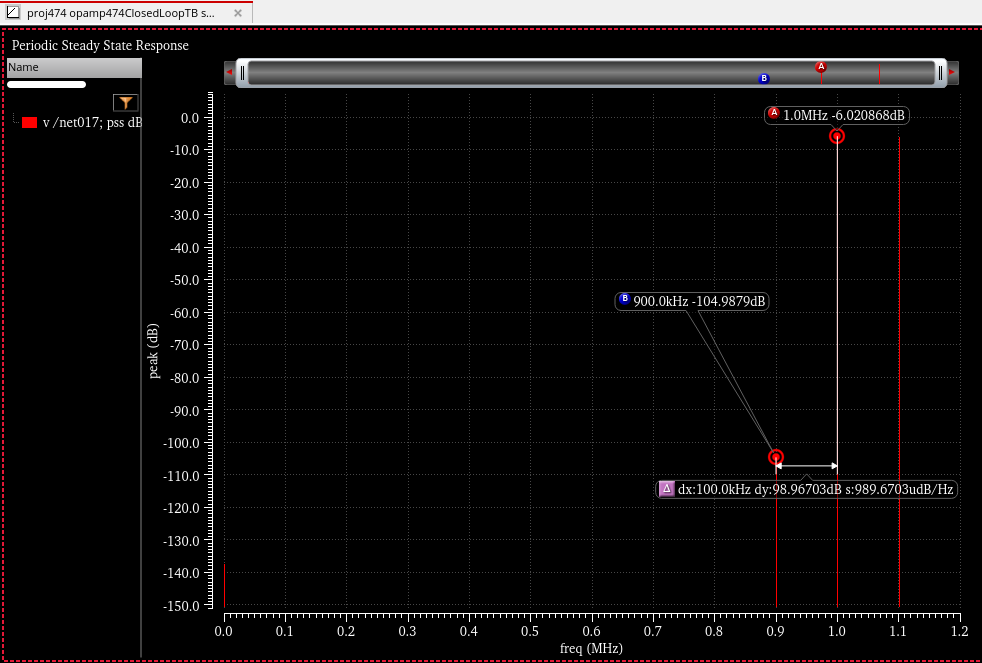 proj474 opamp474ClosedLoopTB s...
Periodic Steady State Response
Name
v /net017; pss dB
A
B
A 1.0MHz -6.020868dB
B 900.0kHz -104.9879dB
Δ dx:100.0kHz dy:98.96703dB s:989.6703udB/Hz
peak (dB)
0.0
-10.0
-20.0
-30.0
-40.0
-50.0
-60.0
-70.0
-80.0
-90.0
-100.0
-110.0
-120.0
-130.0
-140.0
-150.0
0.0 0.1 0.2 0.3 0.4 0.5 0.6 0.7 0.8 0.9 1.0 1.1 1.2
freq (MHz)